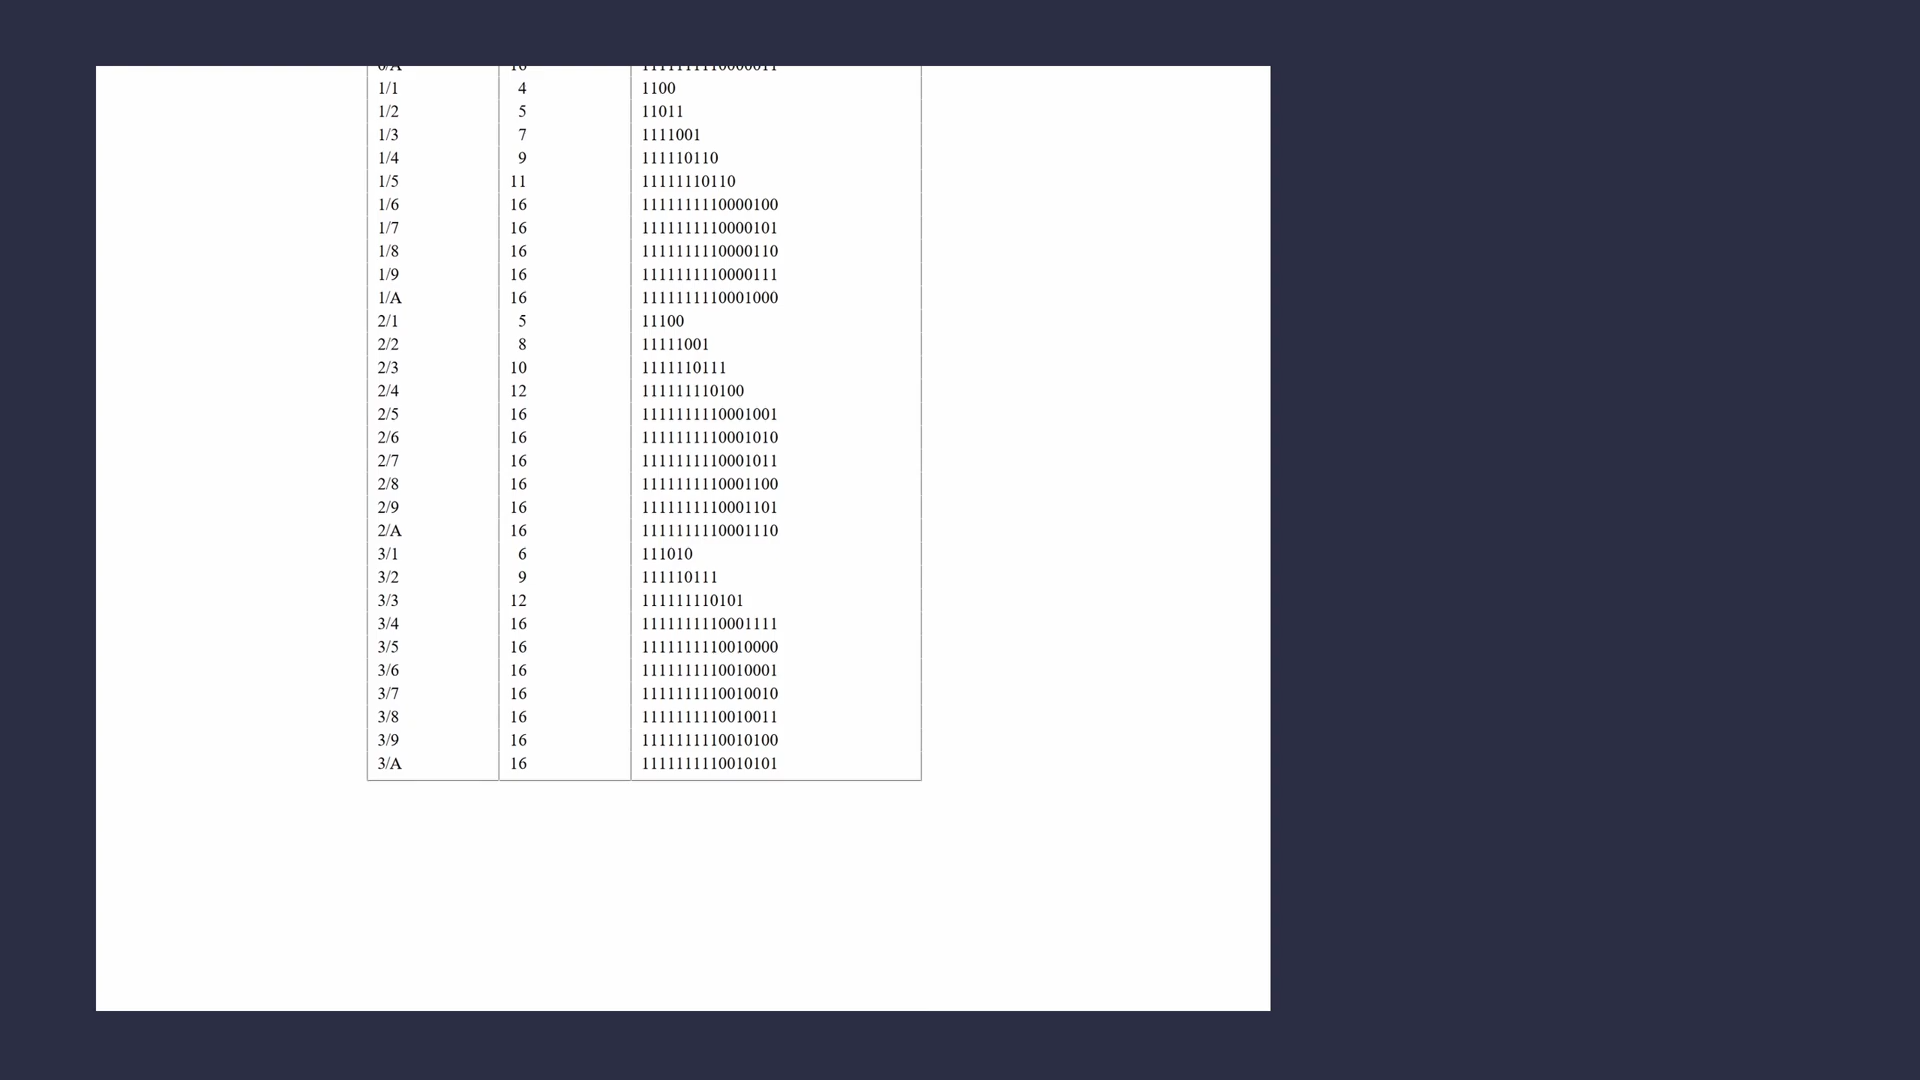 0/A 16 1111111110000011
1/1 4 1100
1/2 5 11011
1/3 7 1111001
1/4 9 111110110
1/5 11 11111110110
1/6 16 1111111110000100
1/7 16 1111111110000101
1/8 16 1111111110000110
1/9 16 1111111110000111
1/A 16 1111111110001000
2/1 5 11100
2/2 8 11111001
2/3 10 1111110111
2/4 12 111111110100
2/5 16 1111111110001001
2/6 16 1111111110001010
2/7 16 1111111110001011
2/8 16 1111111110001100
2/9 16 1111111110001101
2/A 16 1111111110001110
3/1 6 111010
3/2 9 111110111
3/3 12 111111110101
3/4 16 1111111110001111
3/5 16 1111111110010000
3/6 16 1111111110010001
3/7 16 1111111110010010
3/8 16 1111111110010011
3/9 16 1111111110010100
3/A 16 1111111110010101